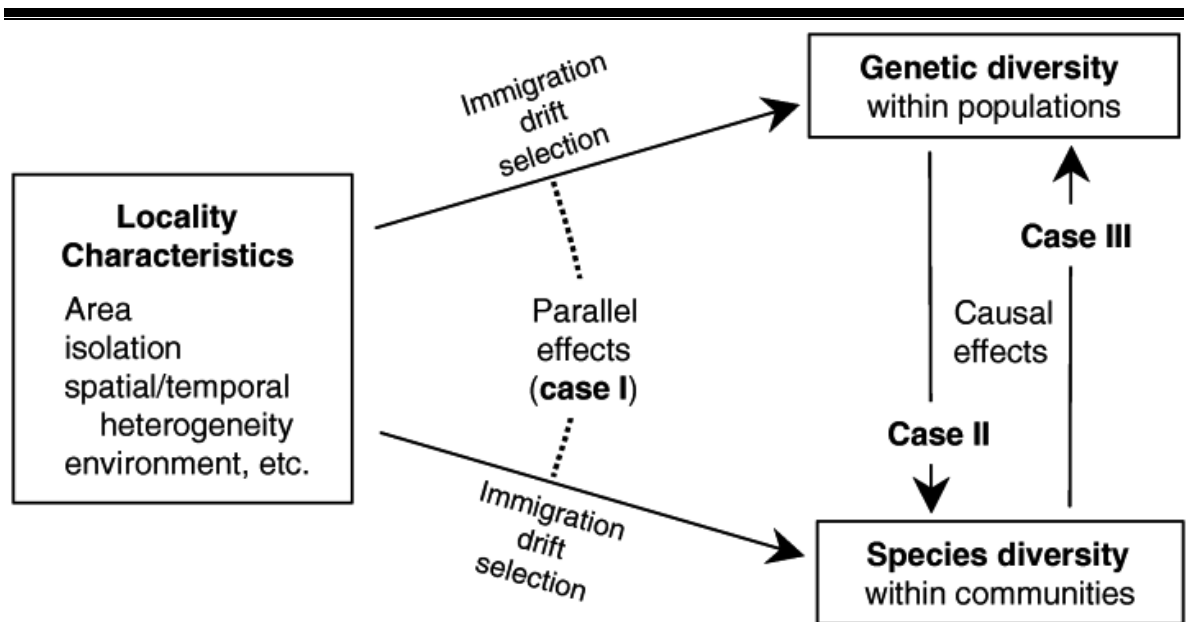 Locality
Characteristics
Area
isolation
spatial/temporal
heterogeneity
environment, etc.
Immigration
drift
selection
Parallel
effects
(case I)
Immigration
drift
selection
Genetic diversity
within populations
Case III
Causal
effects
Case II
Species diversity
within communities